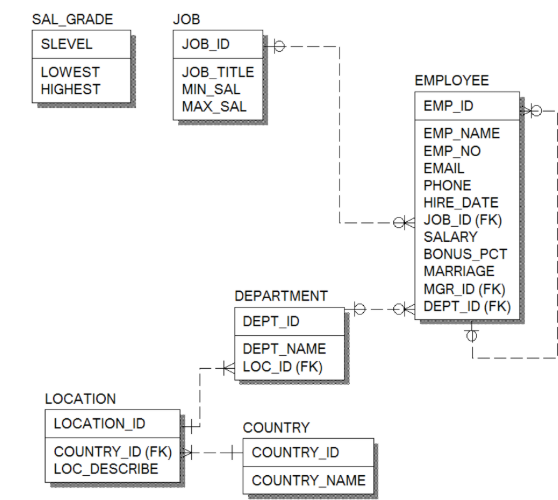 SAL_GRADE
SLEVEL
LOWEST
HIGHEST
JOB
JOB_ID
JOB_TITLE
MIN_SAL
MAX_SAL
EMPLOYEE
EMP_ID
EMP_NAME
EMP_NO
EMAIL
PHONE
HIRE_DATE
JOB_ID (FK)
SALARY
BONUS_PCT
MARRIAGE
MGR_ID (FK)
DEPT_ID (FK)
DEPARTMENT
DEPT_ID
DEPT_NAME
LOC_ID (FK)
LOCATION
LOCATION_ID
COUNTRY_ID (FK)
LOC_DESCRIBE
COUNTRY
COUNTRY_ID
COUNTRY_NAME